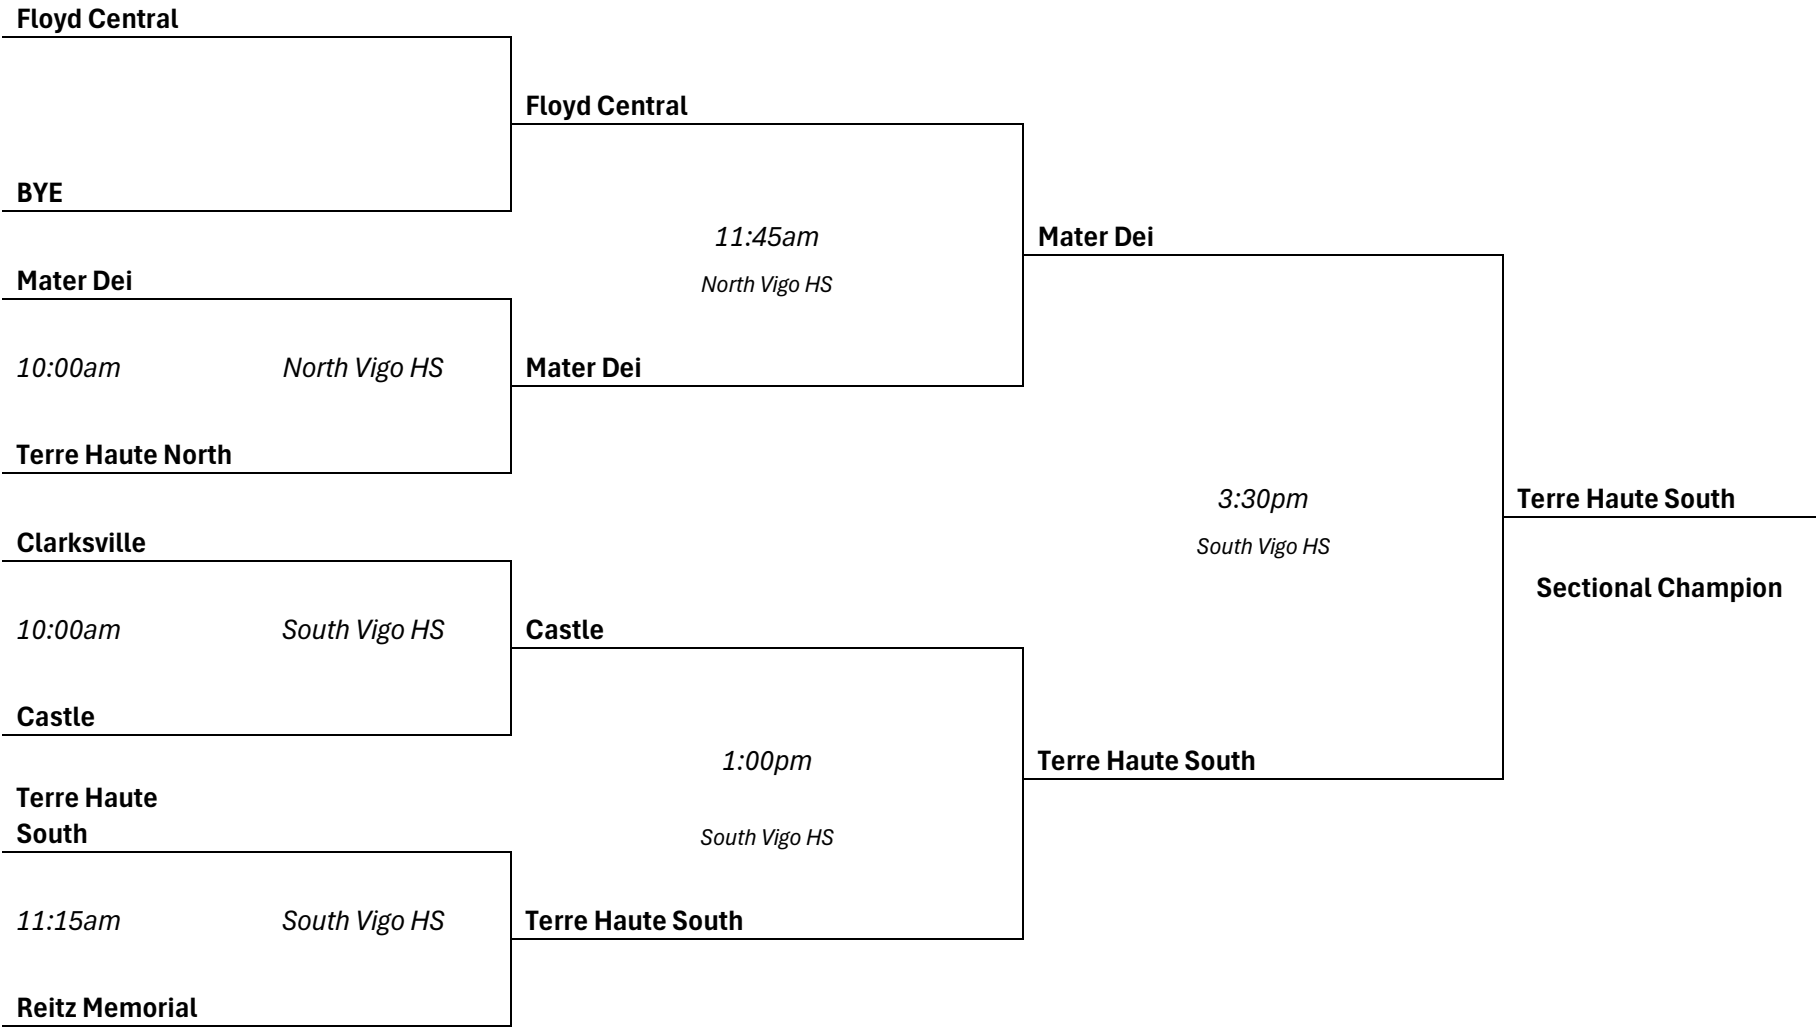 Floyd Central
Floyd Central
BYE
11:45am
Mater Dei
Mater Dei
North Vigo HS
10:00am North Vigo HS
Mater Dei
Terre Haute North
3:30pm
Terre Haute South
Clarksville
South Vigo HS
Sectional Champion
10:00am South Vigo HS
Castle
Castle
1:00pm
Terre Haute South
Terre Haute
South
South Vigo HS
11:15am South Vigo HS
Terre Haute South
Reitz Memorial